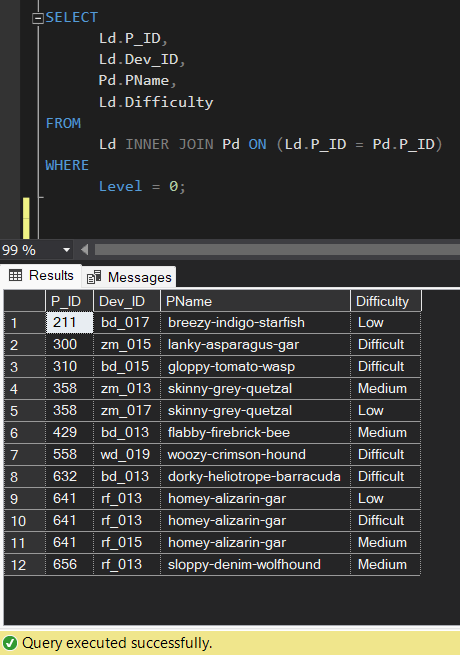 SELECT
Ld.P_ID,
Ld.Dev_ID,
Pd.PName,
Ld.Difficulty
FROM
Ld INNER JOIN Pd ON (Ld.P_ID = Pd.P_ID)
WHERE
Level = 0;
99 %
Results Messages
P_ID Dev_ID PName Difficulty
1 211 bd_017 breezy-indigo-starfish Low
2 300 zm_015 lanky-asparagus-gar Difficult
3 310 bd_015 gloppy-tomato-wasp Difficult
4 358 zm_013 skinny-grey-quetzal Medium
5 358 zm_017 skinny-grey-quetzal Low
6 429 bd_013 flabby-firebrick-bee Medium
7 558 wd_019 woozy-crimson-hound Difficult
8 632 bd_013 dorky-heliotrope-barracuda Difficult
9 641 rf_013 homey-alizarin-gar Low
10 641 rf_013 homey-alizarin-gar Difficult
11 641 rf_015 homey-alizarin-gar Medium
12 656 rf_013 sloppy-denim-wolfhound Medium
Query executed successfully.